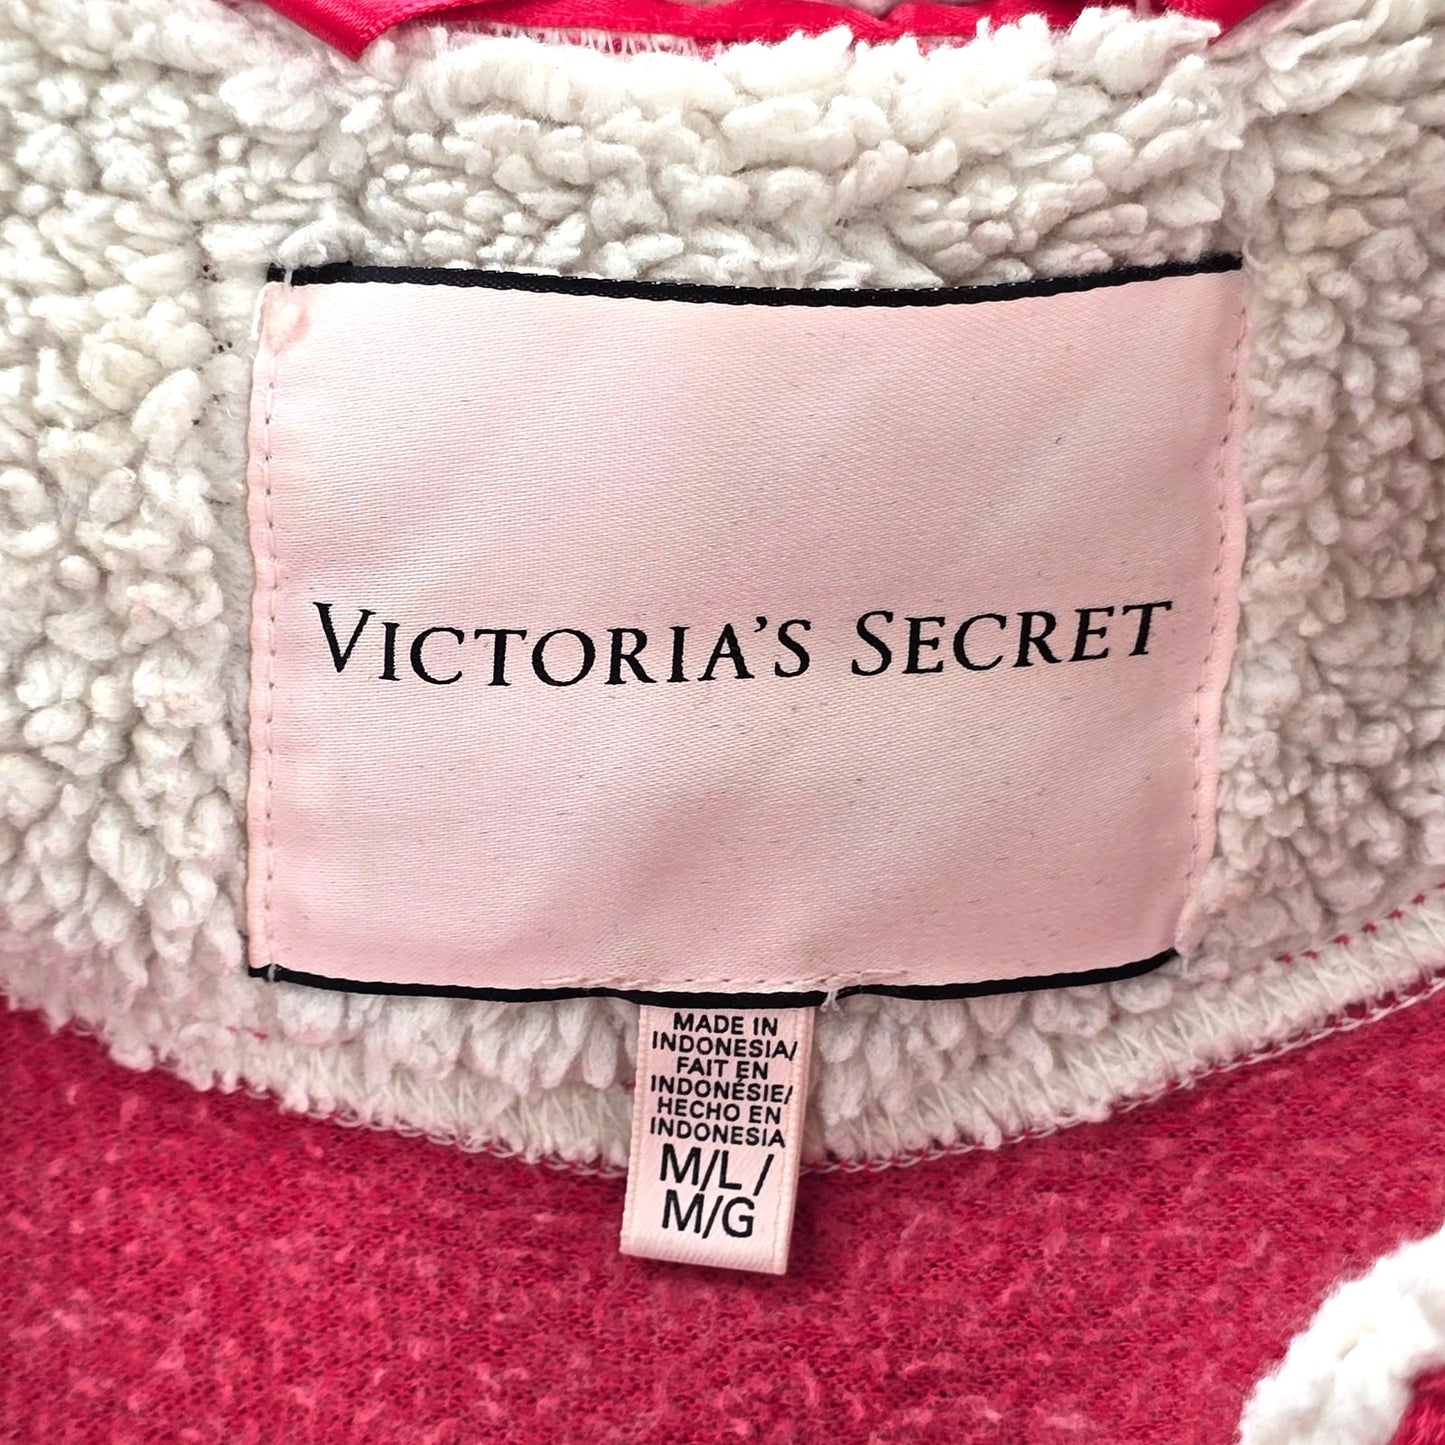 VICTORIA'S SECRET
MADE IN
INDONESIA/
FAIT EN
INDONÉSIE/
HECHO EN
INDONESIA
M/L/
M/G